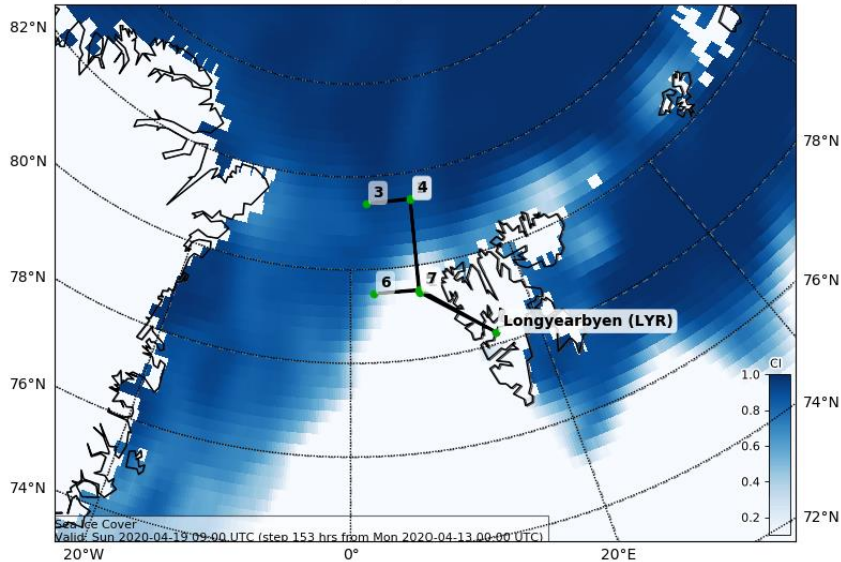 82°N
80°N
78°N
76°N
74°N
78°N
76°N
74°N
72°N
3
4
6
7
Longyearbyen (LYR)
CI
1.0
0.8
0.6
0.4
0.2
Sea Ice Cover
Valid: Sun 2020-04-19 09:00 UTC (step 153 hrs from Mon 2020-04-13 00:00 UTC)
20°W
0°
20°E